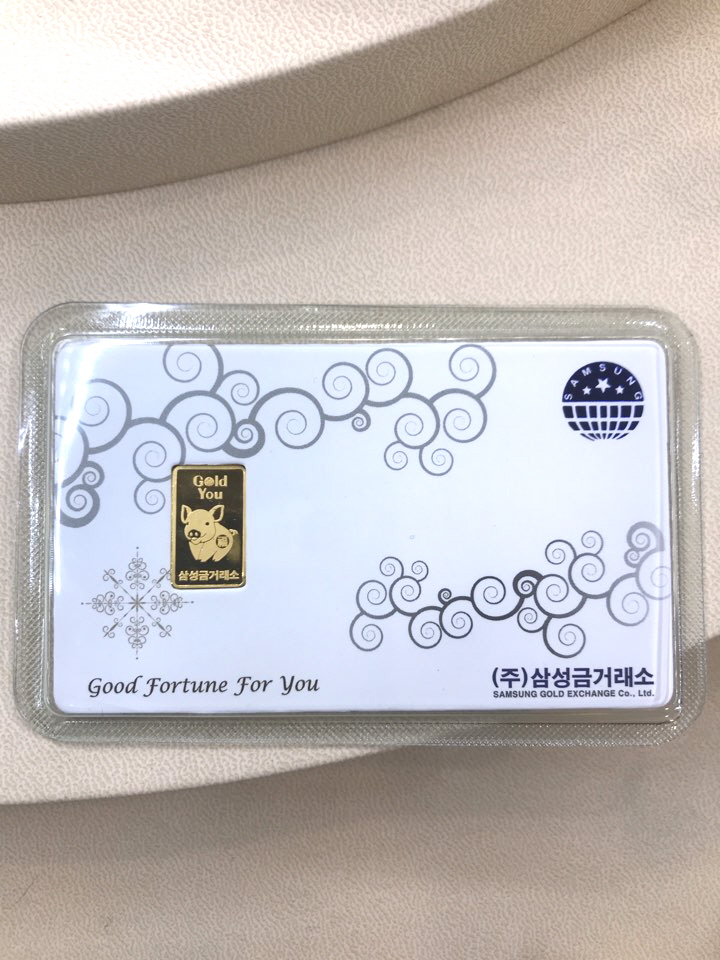 SAMSUNG
Gold
You
삼성금거래소
Good Fortune For You
(주)삼성금거래소
SAMSUNG GOLD EXCHANGE Co., Ltd.